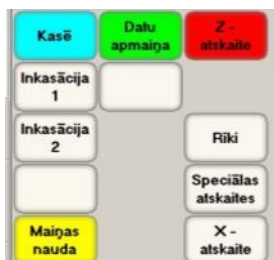 Kasē
Datu
apmaiņa
Z -
atskaite
Inkasācija
1
Inkasācija
2
Rīki
Speciālas
atskaites
Maiņas
nauda
X -
atskaite